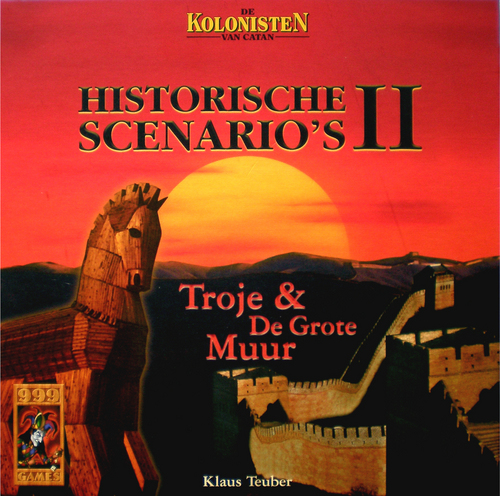 DE
KOLONISTEN
VAN CATAN
HISTORISCHE
SCENARIO'S II
Troje &
De Grote
Muur
999
GAMES
Klaus Teuber